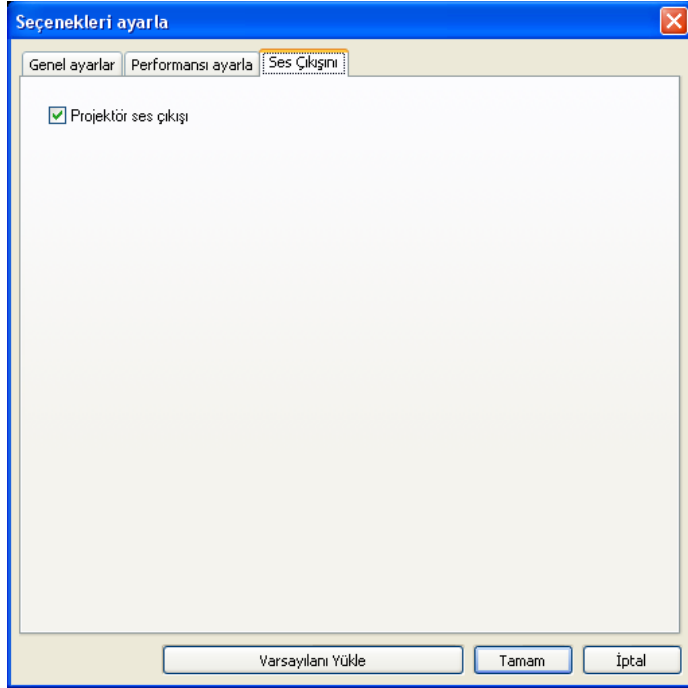 Seçenekleri ayarla
Genel ayarlar Performansı ayarla Ses Çıkışını
Projektör ses çıkışı
Varsayılanı Yükle Tamam İptal